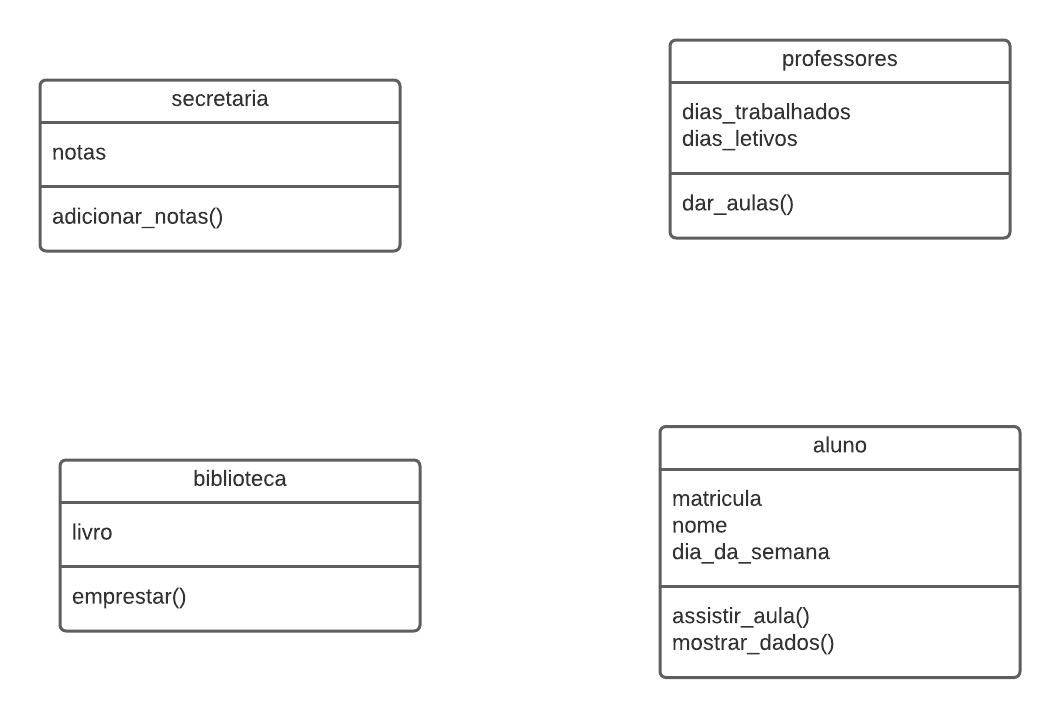 secretaria
notas
adicionar_notas()
professores
dias_trabalhados
dias_letivos
dar_aulas()
biblioteca
livro
emprestar()
aluno
matricula
nome
dia_da_semana
assistir_aula()
mostrar_dados()